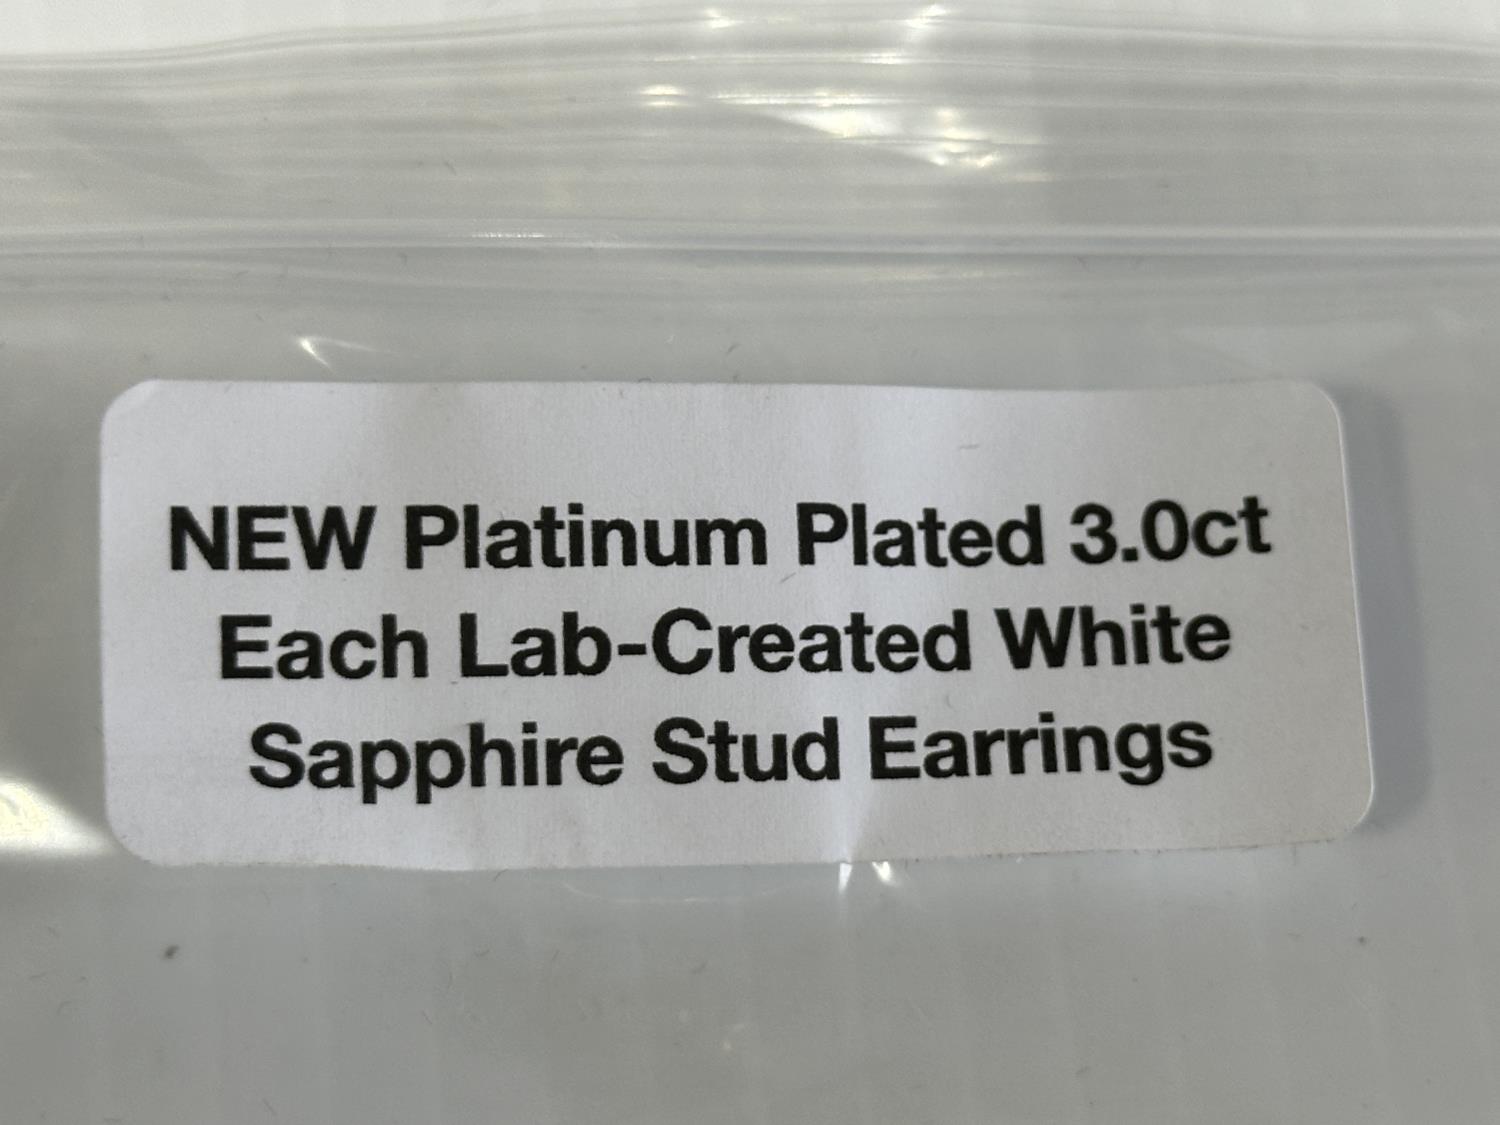 NEW Platinum Plated 3.0ct
Each Lab-Created White
Sapphire Stud Earrings